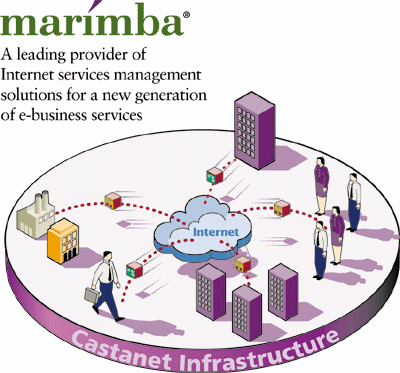 marimba®
A leading provider of
Internet services management
solutions for a new generation
of e-business services
Internet
Castanet Infrastructure